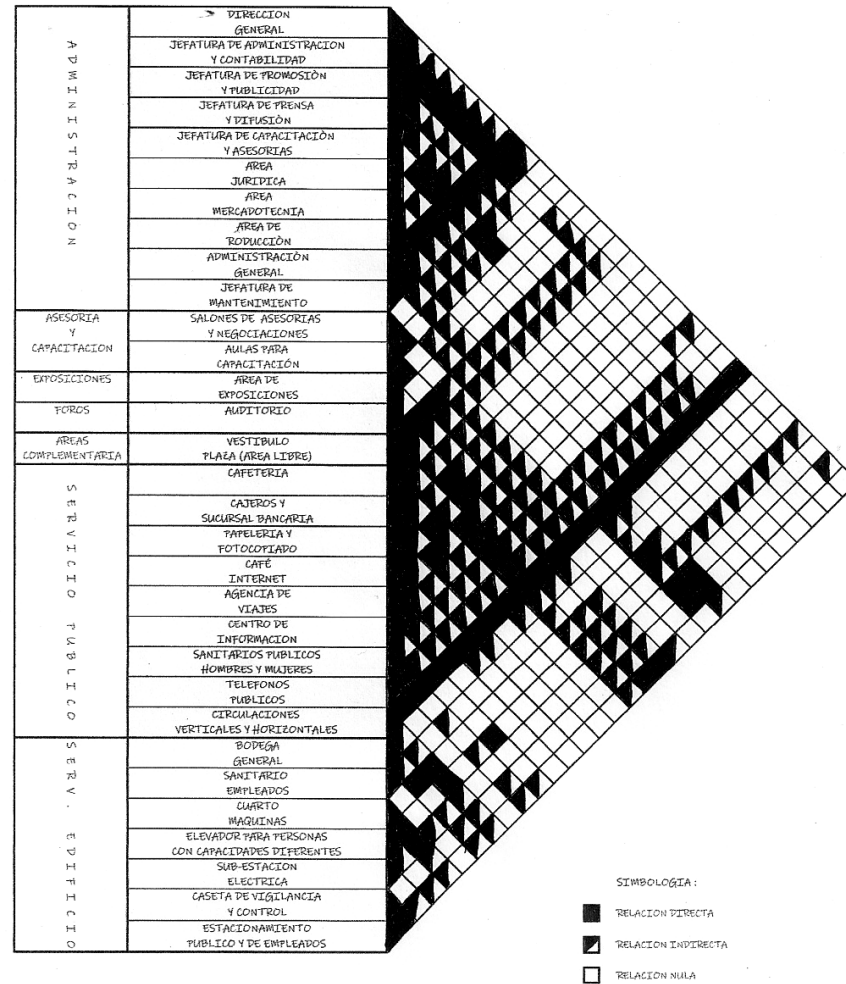 DIRECCION
GENERAL
JEFATURA DE ADMINISTRACION
Y CONTABILIDAD
JEFATURA DE PROMOSIÒN
Y PUBLICIDAD
JEFATURA DE PRENSA
Y DIFUSIÒN
JEFATURA DE CAPACITACIÒN
Y ASESORIAS
AREA
JURIDICA
AREA
MERCADOTECNIA
AREA DE
RODUCCIÒN
ADMINISTRACIÒN
GENERAL
JEFATURA DE
MANTENIMIENTO
ADMINISTRACION
ASESORIA
Y
CAPACITACION
SALONES DE ASESORIAS
Y NEGOCIACIONES
AULAS PARA
CAPACITACIÒN
EXPOSICIONES
AREA DE
EXPOSICIONES
FOROS
AUDITORIO
AREAS
COMPLEMENTARIA
VESTIBULO
PLAZA (AREA LIBRE)
SERVICIO PUBLICO
CAFETERIA
CAJEROS Y
SUCURSAL BANCARIA
PAPELERIA Y
FOTOCOPIADO
CAFÉ
INTERNET
AGENCIA DE
VIAJES
CENTRO DE
INFORMACION
SANITARIOS PUBLICOS
HOMBRES Y MUJERES
TELEFONOS
PUBLICOS
CIRCULACIONES
VERTICALES Y HORIZONTALES
SERV. EDIFICIO
BODEGA
GENERAL
SANITARIO
EMPLEADOS
CUARTO
MAQUINAS
ELEVADOR PARA PERSONAS
CON CAPACIDADES DIFERENTES
SUB-ESTACION
ELECTRICA
CASETA DE VIGILANCIA
Y CONTROL
ESTACIONAMIENTO
PUBLICO Y DE EMPLEADOS
SIMBOLOGIA:
RELACION DIRECTA
RELACION INDIRECTA
RELACION NULA